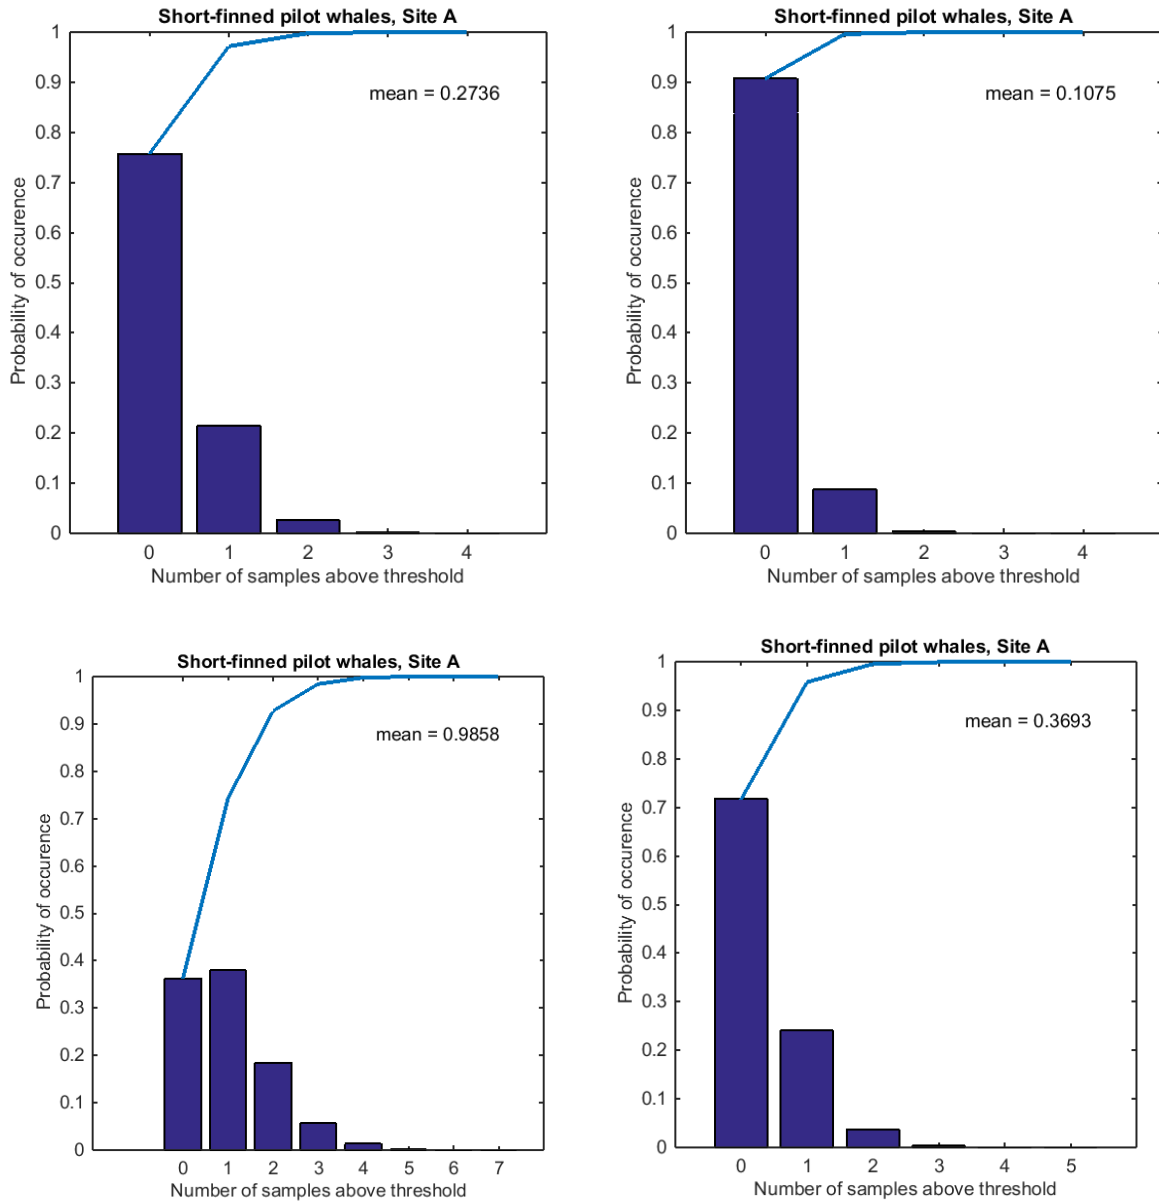 Short-finned pilot whales, Site A
1
0.9
0.8
0.7
0.6
0.5
0.4
0.3
0.2
0.1
0
Probability of occurence
mean = 0.2736
0 1 2 3 4
Number of samples above threshold
Short-finned pilot whales, Site A
1
0.9
0.8
0.7
0.6
0.5
0.4
0.3
0.2
0.1
0
Probability of occurence
mean = 0.1075
0 1 2 3 4
Number of samples above threshold
Short-finned pilot whales, Site A
1
0.9
0.8
0.7
0.6
0.5
0.4
0.3
0.2
0.1
0
Probability of occurence
mean = 0.9858
0 1 2 3 4 5 6 7
Number of samples above threshold
Short-finned pilot whales, Site A
1
0.9
0.8
0.7
0.6
0.5
0.4
0.3
0.2
0.1
0
Probability of occurence
mean = 0.3693
0 1 2 3 4 5
Number of samples above threshold